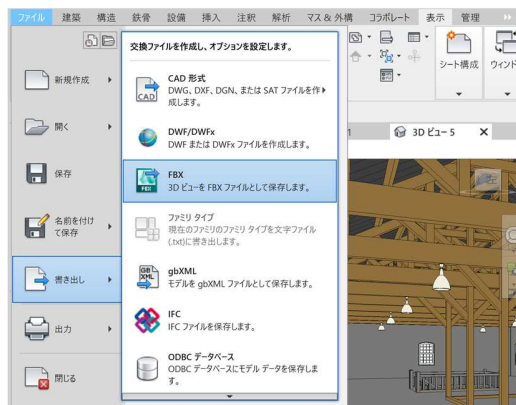 ファイル 建築 構造 鉄骨 設備 挿入 注釈 解析 マス & 外構 コラボレート 表示 管理
交換ファイルを作成し、オプションを設定します。
新規作成
開く
保存
名前を付け
て保存
書き出し
出力
閉じる
CAD
CAD 形式
DWG、DXF、DGN、または SAT ファイルを作
成します。
DWF/DWFx
DWF または DWFx ファイルを作成します。
FBX
FBX
3D ビューを FBX ファイルとして保存します。
ファミリ タイプ
現在のファミリのファミリ タイプを文字ファイル
(.txt)に書き出します。
gbXML
モデルを gbXML ファイルとして保存します。
IFC
IFC ファイルを保存します。
ODBC データベース
ODBC データベースにモデル データを保存しま
す。
シート構成
ウィンド
3D ビュー 5